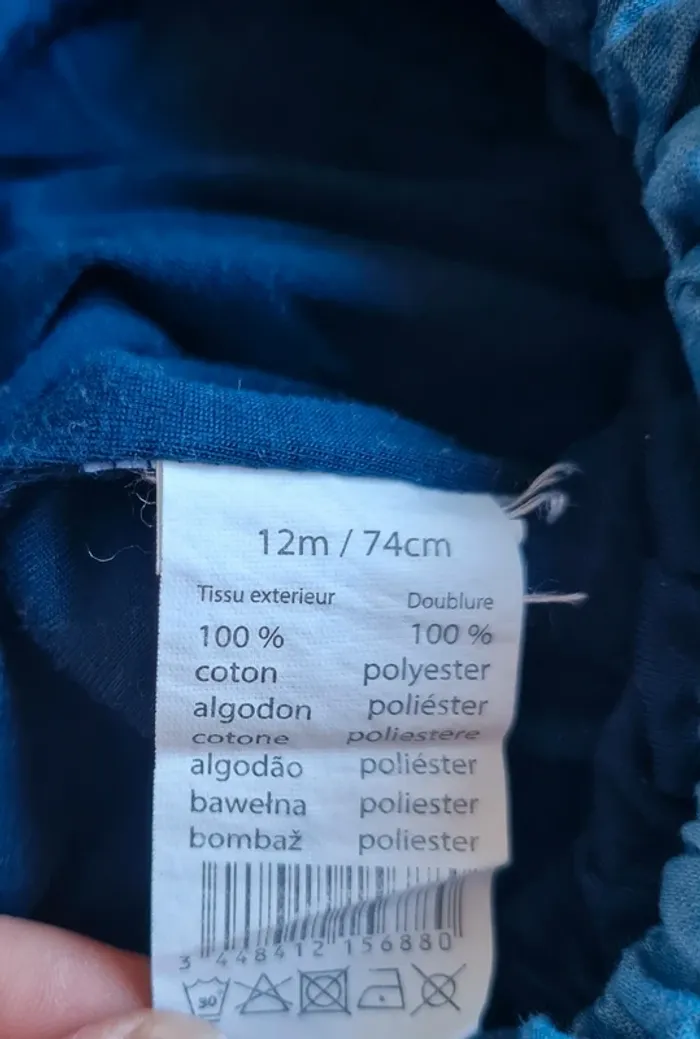 12m / 74cm
Tissu exterieur Doublure
100 % 100 %
coton polyester
algodon poliéster
cotone poliestere
algodão poliéster
bawełna poliester
bombaž poliester
3 448412 156880
30